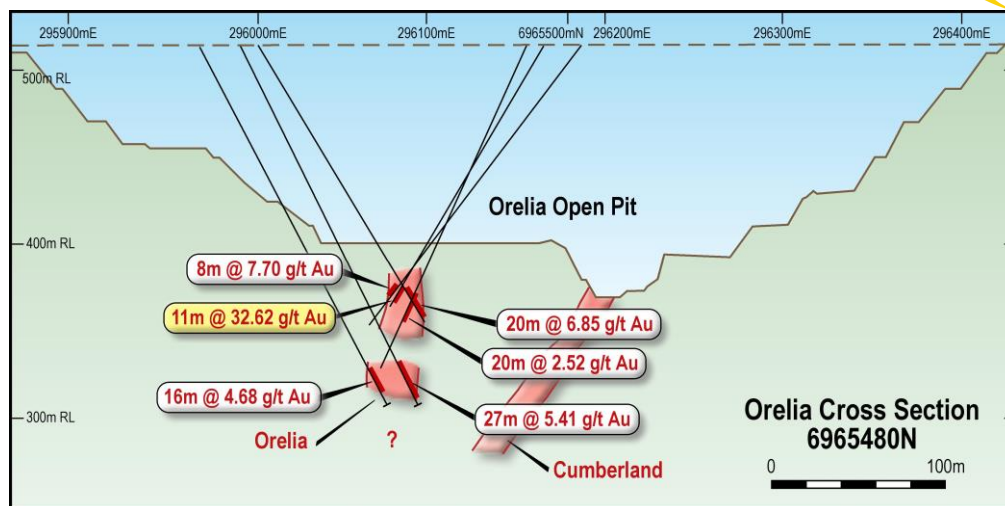 295900mE
296000mE
296100mE
6965500mN
296200mE
296300mE
296400mE
500m RL
Orelia Open Pit
400m RL
8m @ 7.70 g/t Au
11m @ 32.62 g/t Au
20m @ 6.85 g/t Au
20m @ 2.52 g/t Au
16m @ 4.68 g/t Au
27m @ 5.41 g/t Au
300m RL
Orelia
?
Cumberland
Orelia Cross Section
6965480N
0
100m